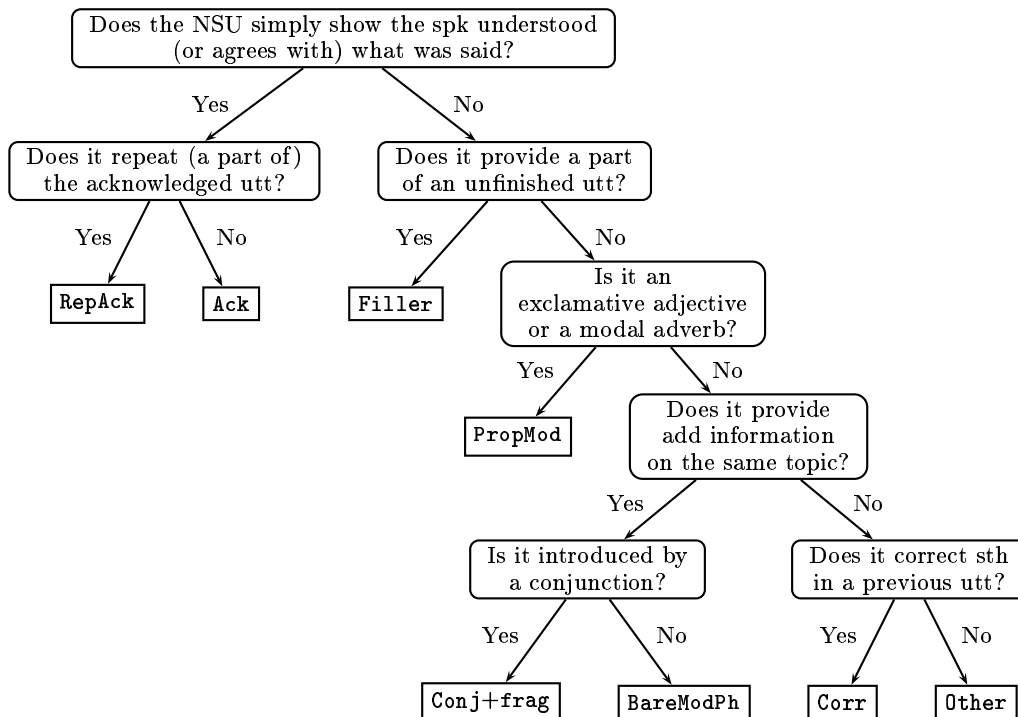 Does the NSU simply show the spk understood
(or agrees with) what was said?
Yes
No
Does it repeat (a part of)
the acknowledged utt?
Does it provide a part
of an unfinished utt?
Yes
No
Yes
No
RepAck
Ack
Filler
Is it an
exclamative adjective
or a modal adverb?
Yes
No
PropMod
Does it provide
add information
on the same topic?
Yes
No
Is it introduced by
a conjunction?
Does it correct sth
in a previous utt?
Yes
No
Yes
No
Conj+frag
BareModPh
Corr
Other